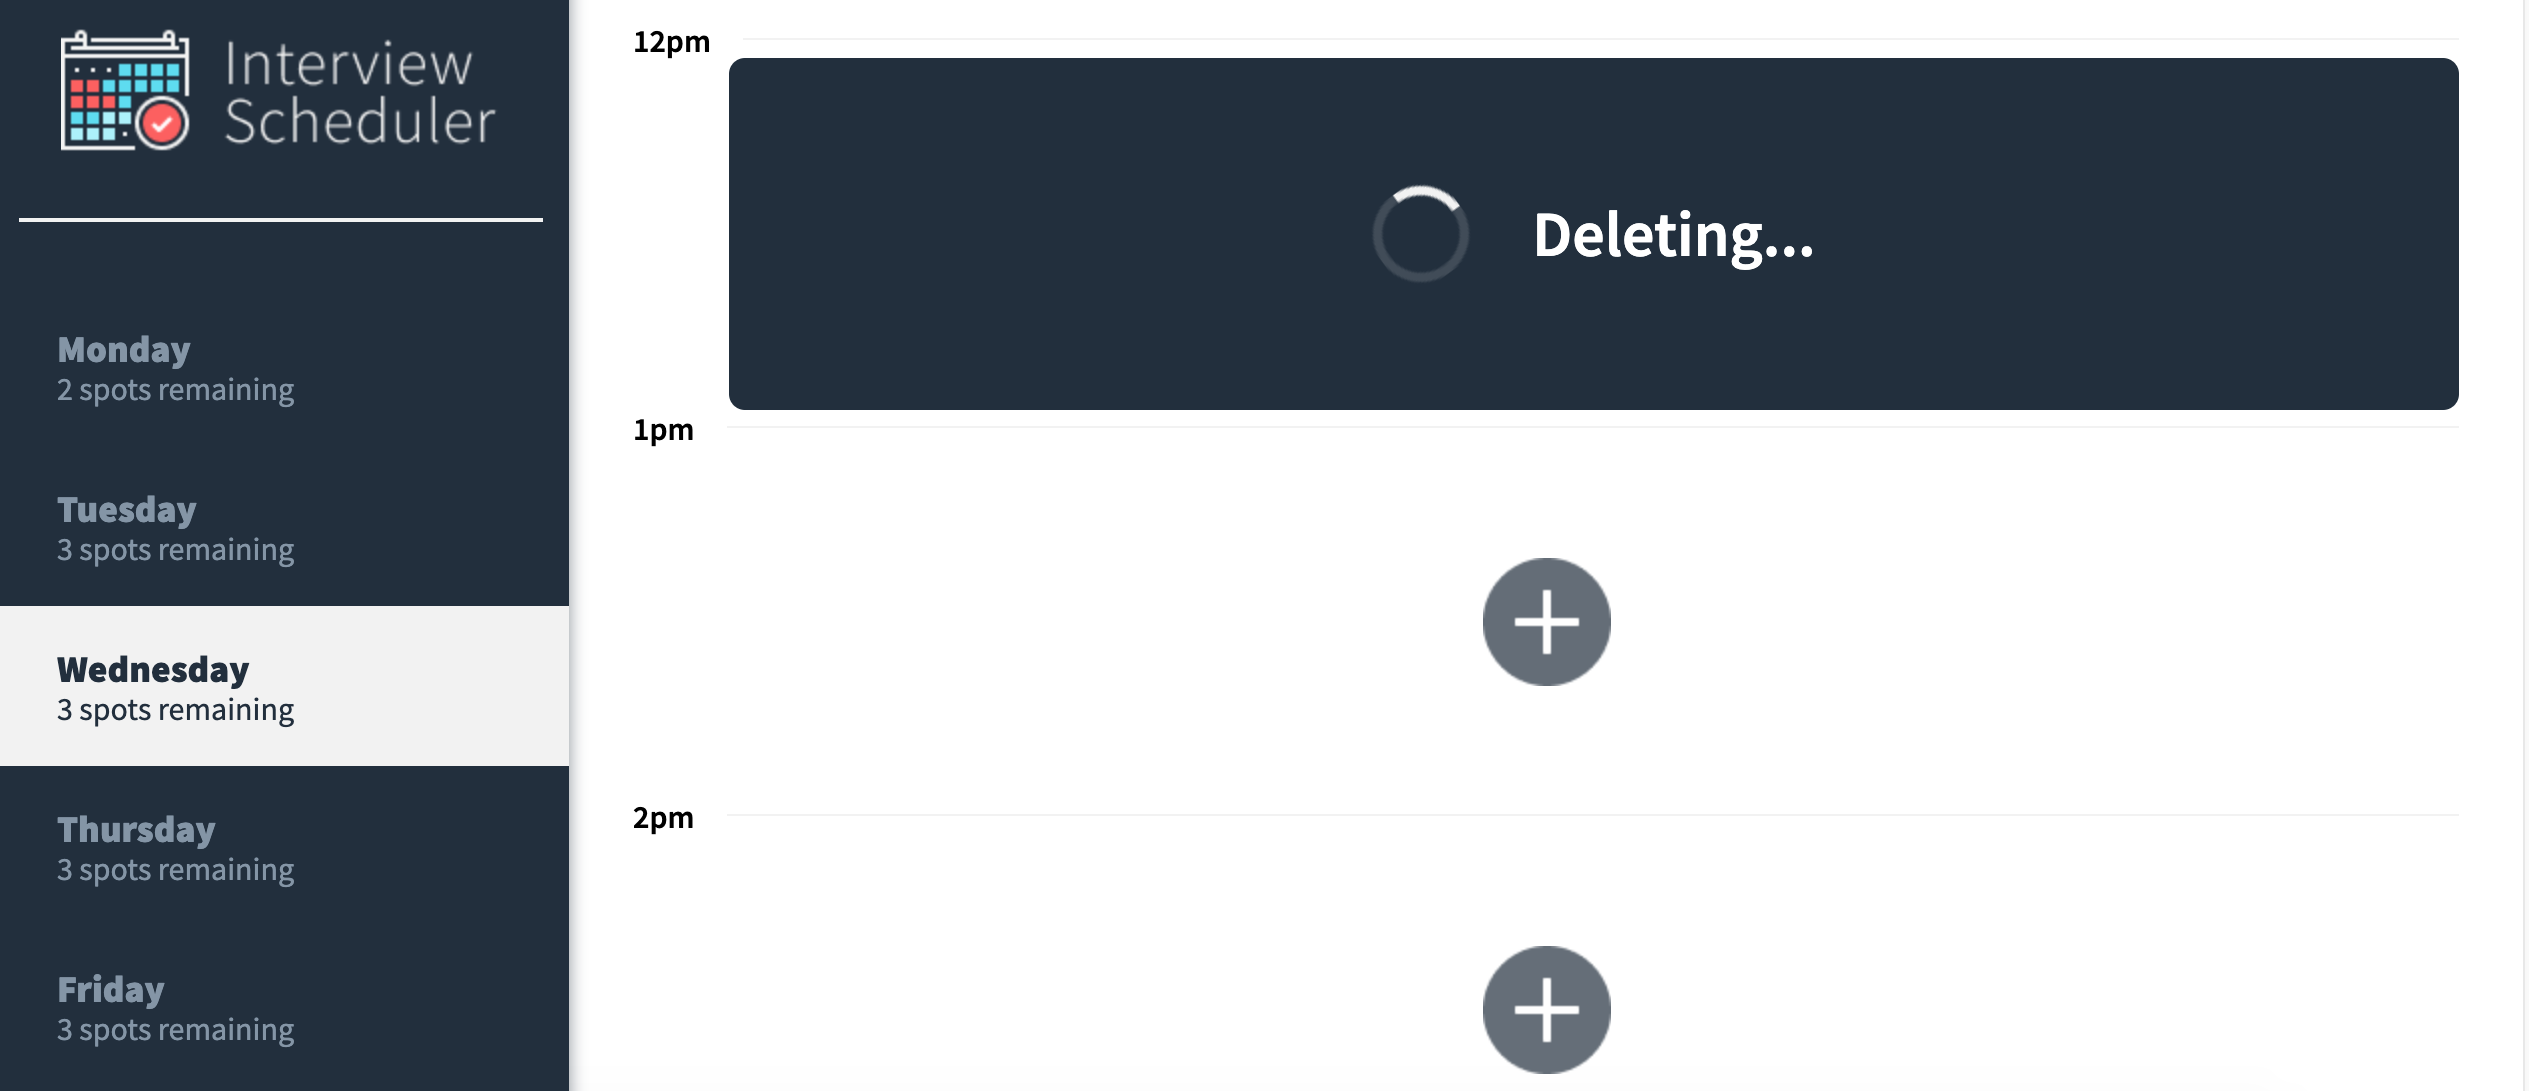 Interview
Scheduler
Monday
2 spots remaining
Tuesday
3 spots remaining
Wednesday
3 spots remaining
Thursday
3 spots remaining
Friday
3 spots remaining
12pm
Deleting...
1pm
2pm